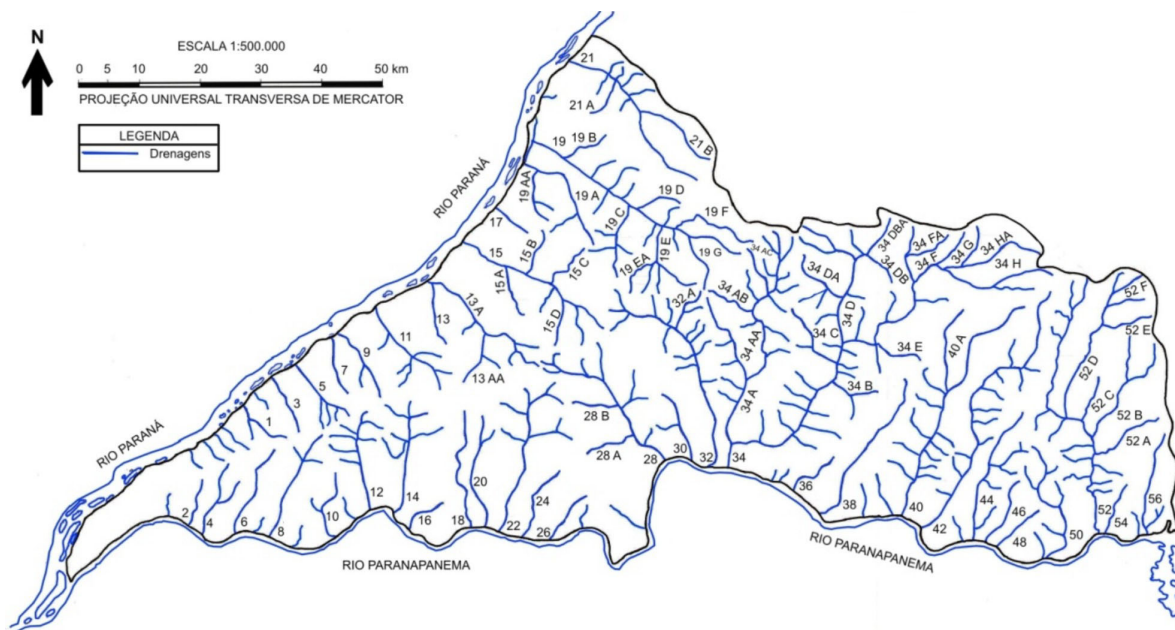 N
ESCALA 1:500.000
0 5 10 20 30 40 50 km
PROJEÇÃO UNIVERSAL TRANSVERSA DE MERCATOR
LEGENDA
Drenagens
RIO PARANÁ
RIO PARANÁ
RIO PARANAPANEMA
RIO PARANAPANEMA
21
21 A
21 B
19
19 B
19 AA
19 A
19 D
19 C
19 F
19 E
19 G
19 EA
17
15
15 B
15 A
15 C
15 D
13 A
13
13 AA
11
9
7
5
3
1
34 AC
34 DBA
34 FA
34 G
34 HA
34 F
34 H
34 DB
34 DA
34 D
34 C
34 E
34 B
34 AB
34 AA
34 A
34
32 A
32
30
28 B
28 A
28
40 A
52 F
52 E
52 D
52 C
52 B
52 A
2
4
6
8
10
12
14
16
18
20
22
24
26
36
38
40
42
44
46
48
50
52
54
56